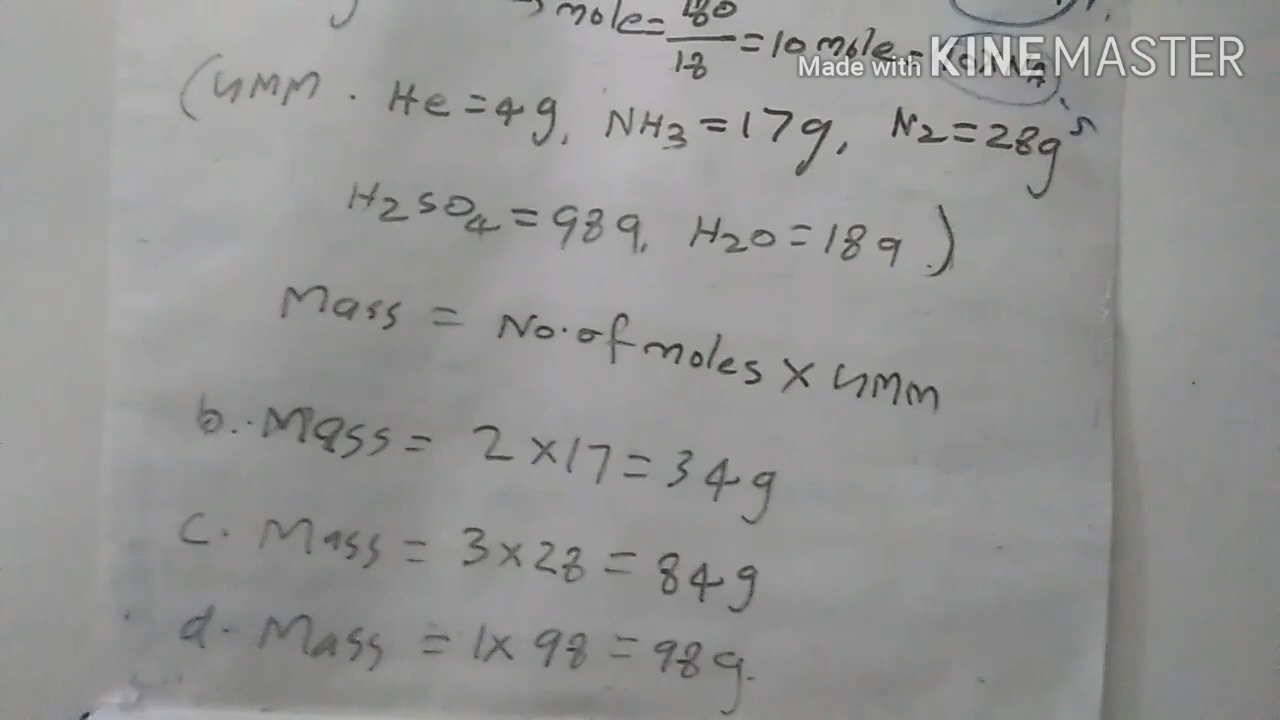 mole = 180/18 = 10 mole =
Made with KINEMASTER
(GMM. He = 4g, NH3 = 17g, N2 = 28g
H2SO4 = 98g, H2O = 18g.)
Mass = No. of moles × GMM
b. Mass = 2 × 17 = 34g
c. Mass = 3 × 28 = 84g
d. Mass = 1 × 98 = 98g.